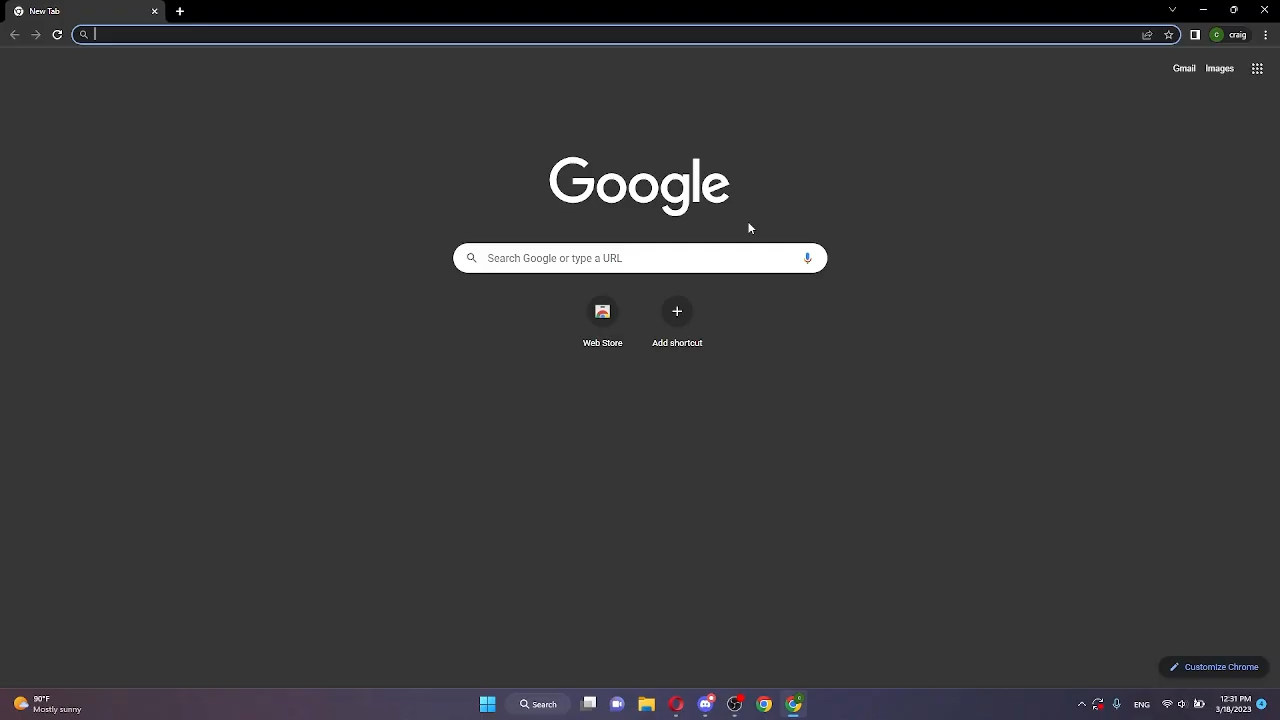 New Tab
C craig
Gmail Images
Google
Search Google or type a URL
Web Store Add shortcut
Customize Chrome
90°F
Mostly sunny
Search
ENG
12:31 PM
3/18/2023